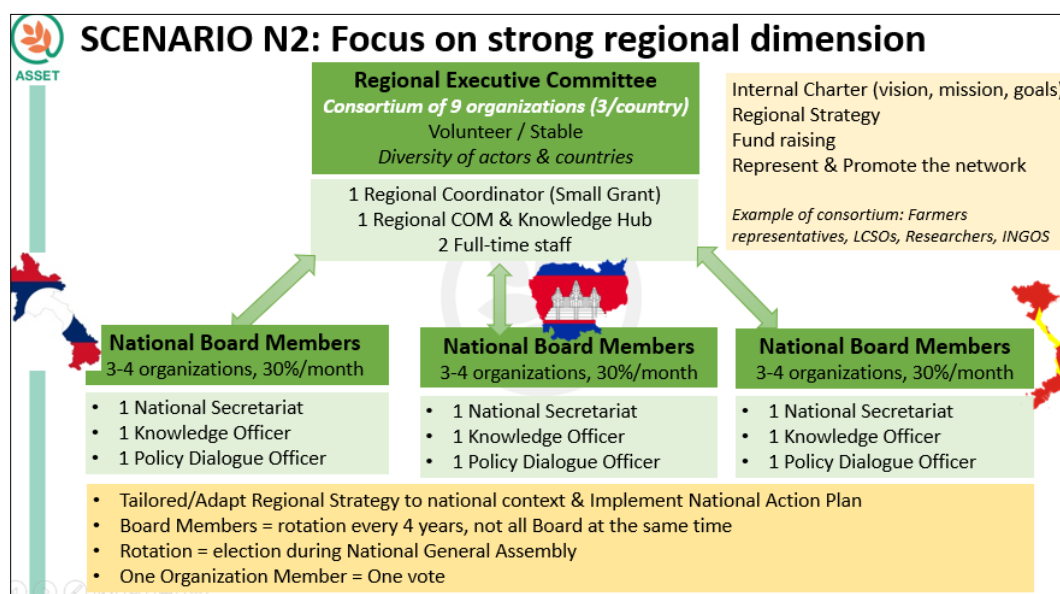 SCENARIO N2: Focus on strong regional dimension
ASSET
Regional Executive Committee
Consortium of 9 organizations (3/country)
Volunteer / Stable
Diversity of actors & countries
1 Regional Coordinator (Small Grant)
1 Regional COM & Knowledge Hub
2 Full-time staff
Internal Charter (vision, mission, goals)
Regional Strategy
Fund raising
Represent & Promote the network
Example of consortium: Farmers
representatives, LCSOs, Researchers, INGOS
National Board Members
3-4 organizations, 30%/month
• 1 National Secretariat
• 1 Knowledge Officer
• 1 Policy Dialogue Officer
National Board Members
3-4 organizations, 30%/month
• 1 National Secretariat
• 1 Knowledge Officer
• 1 Policy Dialogue Officer
National Board Members
3-4 organizations, 30%/month
• 1 National Secretariat
• 1 Knowledge Officer
• 1 Policy Dialogue Officer
• Tailored/Adapt Regional Strategy to national context & Implement National Action Plan
• Board Members = rotation every 4 years, not all Board at the same time
• Rotation = election during National General Assembly
• One Organization Member = One vote